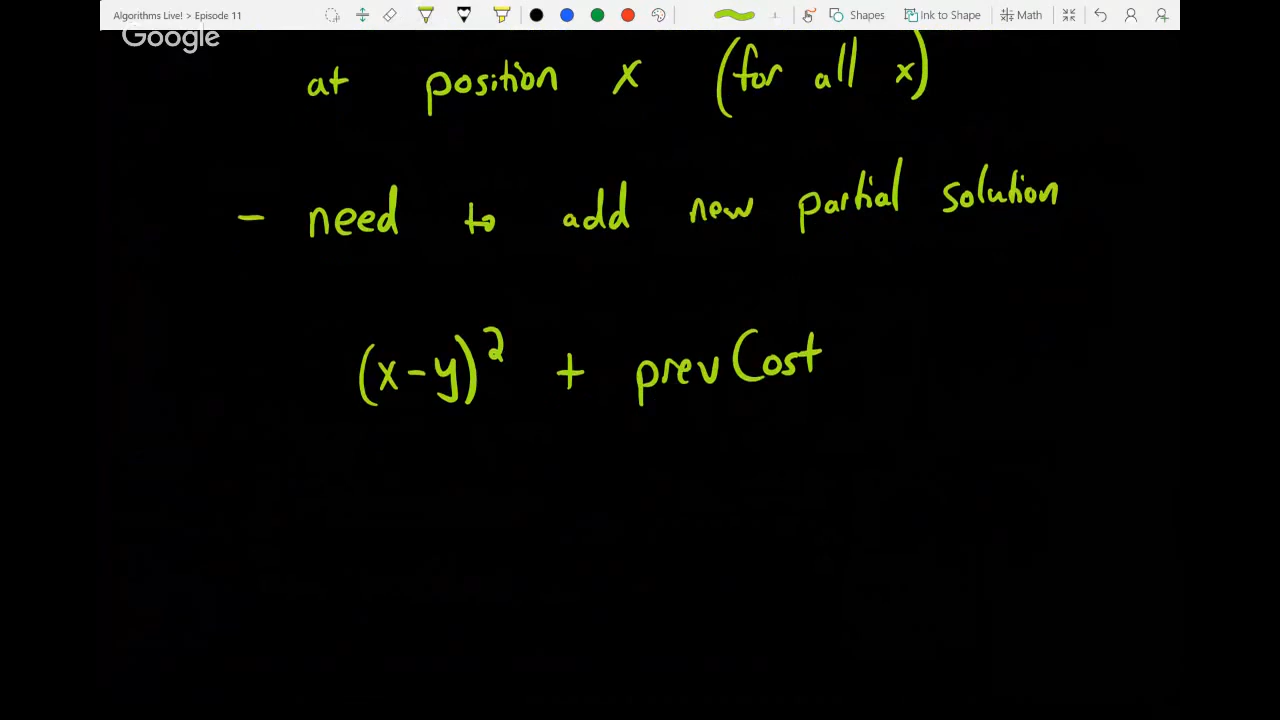 Algorithms Live! > Episode 11
Ink to Shape
Shapes
Math
Google
at position x (for all x)
- need to add new partial solution
(x-y)² + prevCost